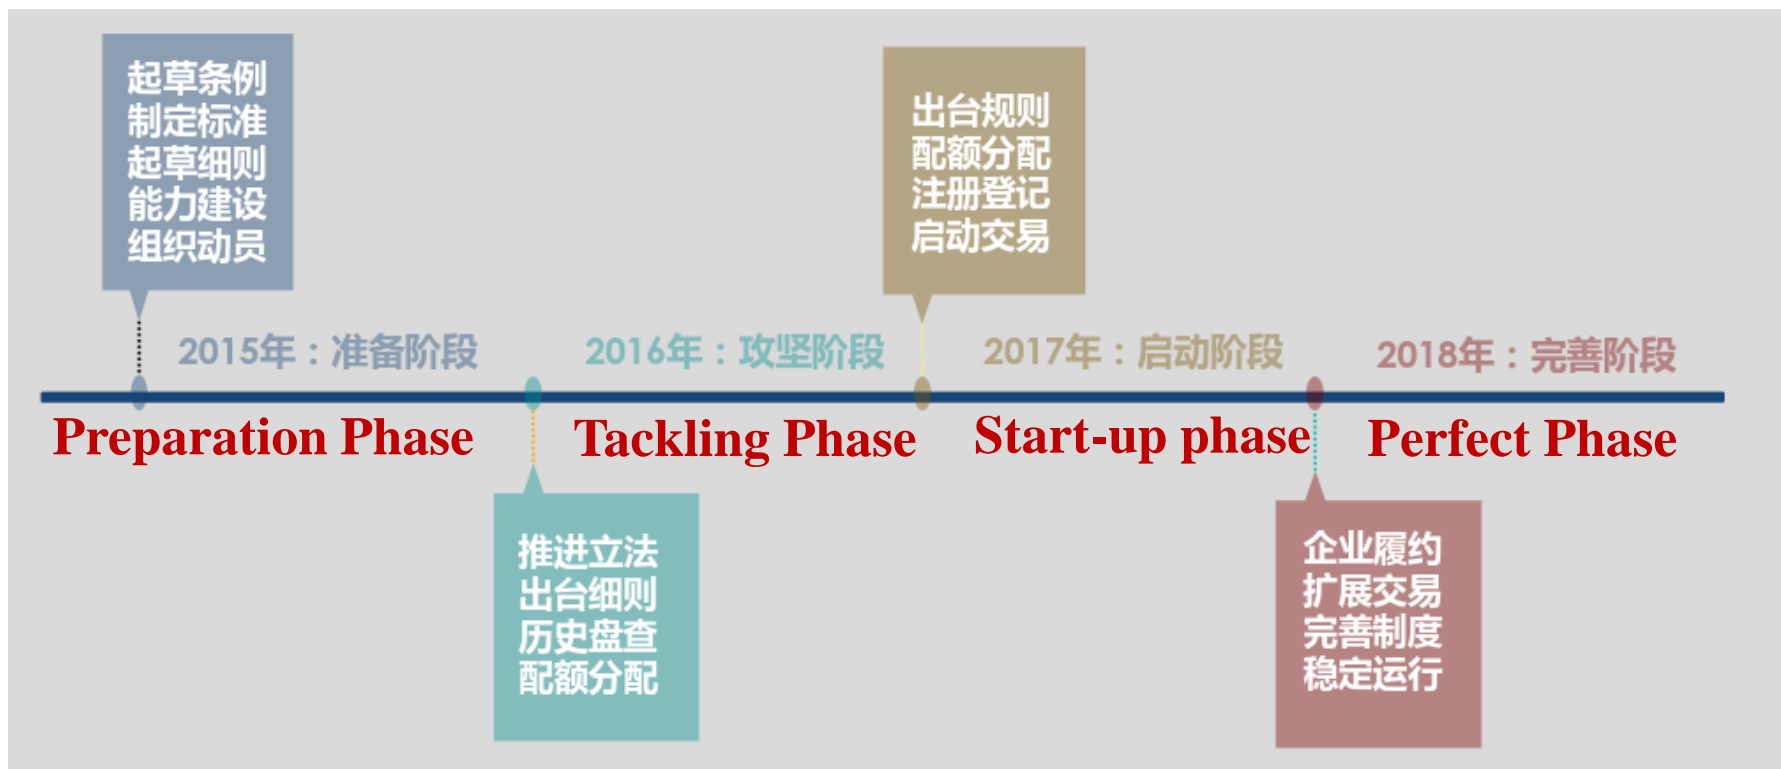 起草条例
制定标准
起草细则
能力建设
组织动员
出台规则
配额分配
注册登记
启动交易
2015年：准备阶段
2016年：攻坚阶段
2017年：启动阶段
2018年：完善阶段
Preparation Phase
Tackling Phase
Start-up phase
Perfect Phase
推进立法
出台细则
历史盘查
配额分配
企业履约
扩展交易
完善制度
稳定运行